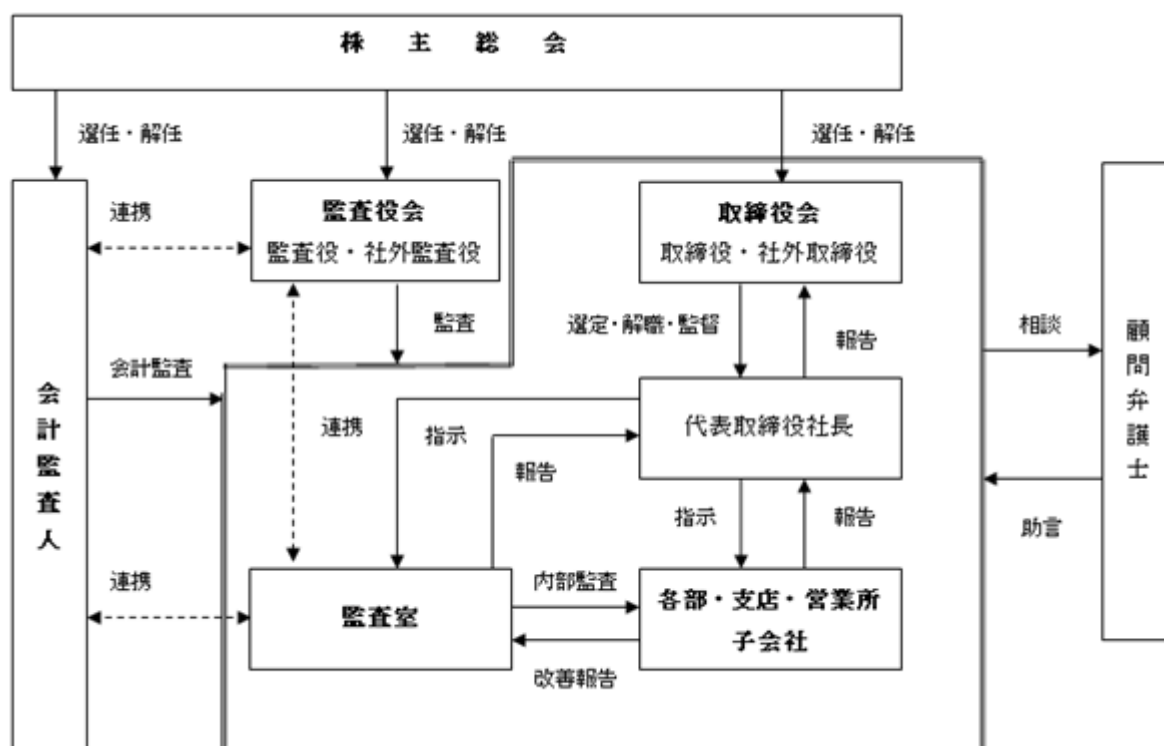 株主総会
選任・解任
選任・解任
選任・解任
連携
監査役会
監査役・社外監査役
取締役会
取締役・社外取締役
監査
選定・解職・監督
報告
相談
顧問弁護士
会計監査
会計監査人
連携
指示
報告
代表取締役社長
指示
報告
助言
連携
監査室
内部監査
改善報告
各部・支店・営業所
子会社